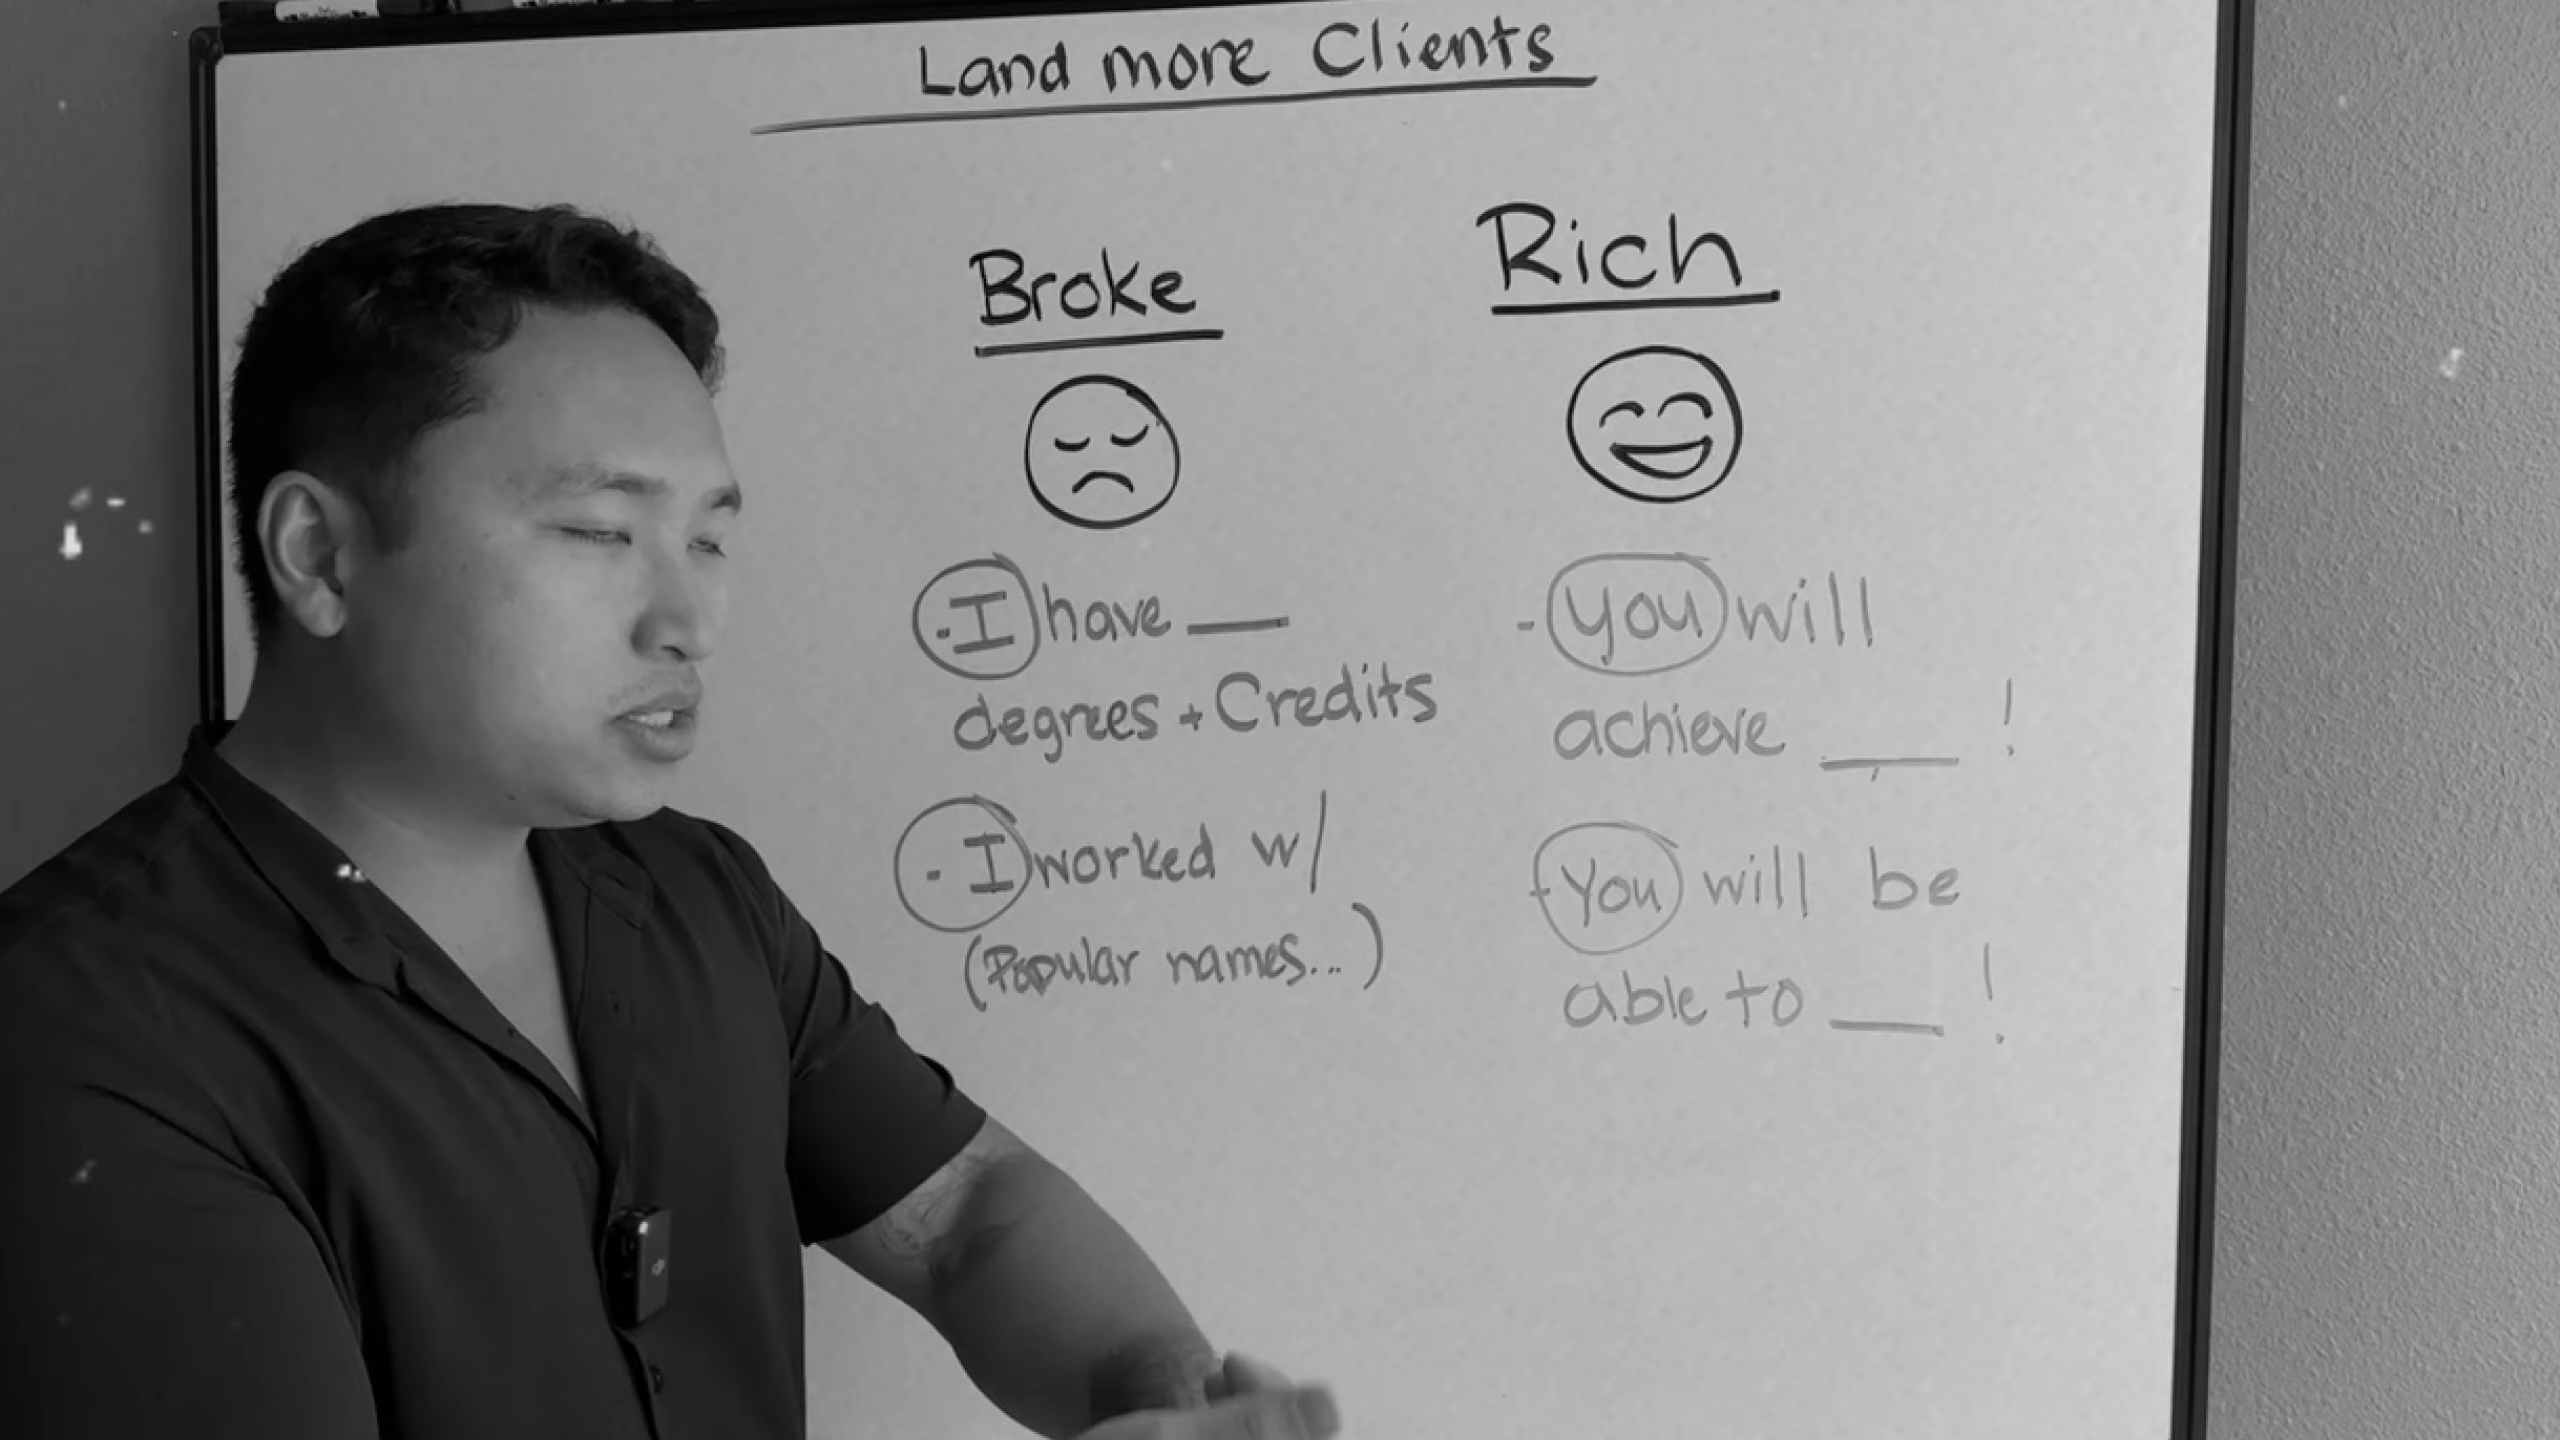 Land more Clients
Broke
Rich
- I have ___
degrees + Credits
- I worked w/
(Popular names...)
- you will
achieve ___ !
- You will be
able to ___ !